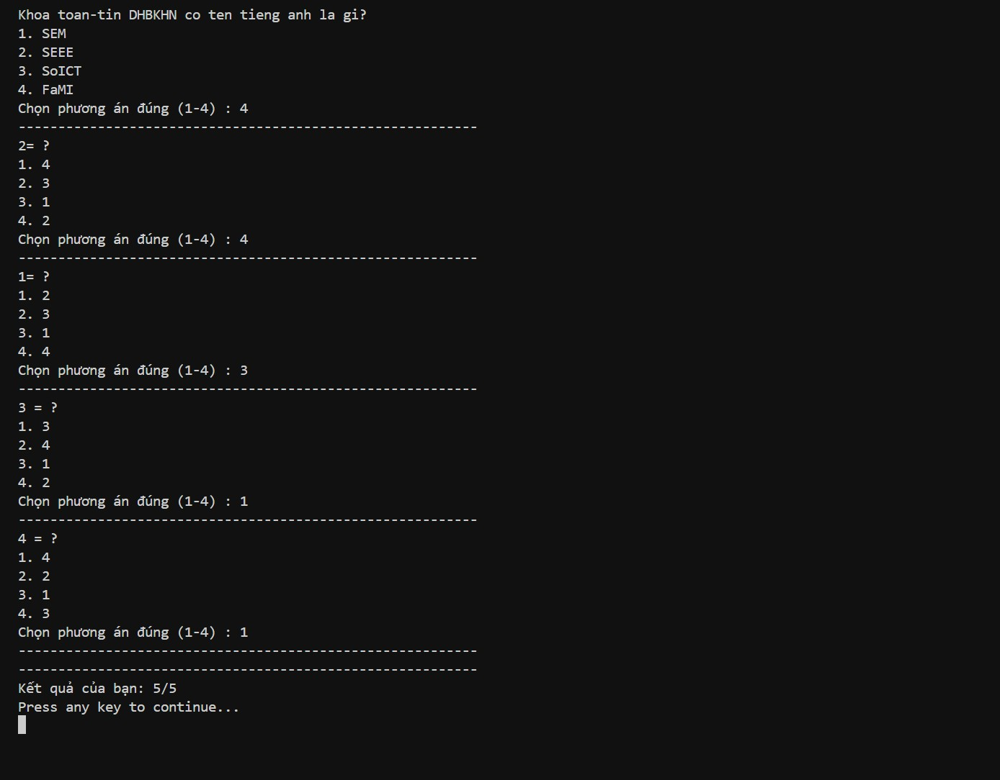 Khoa toan-tin DHBKHN co ten tieng anh la gi?
1. SEM
2. SEEE
3. SoICT
4. FaMI
Chọn phương án đúng (1-4) : 4
----------------------------------------------------------
2= ?
1. 4
2. 3
3. 1
4. 2
Chọn phương án đúng (1-4) : 4
----------------------------------------------------------
1= ?
1. 2
2. 3
3. 1
4. 4
Chọn phương án đúng (1-4) : 3
----------------------------------------------------------
3 = ?
1. 3
2. 4
3. 1
4. 2
Chọn phương án đúng (1-4) : 1
----------------------------------------------------------
4 = ?
1. 4
2. 2
3. 1
4. 3
Chọn phương án đúng (1-4) : 1
----------------------------------------------------------
----------------------------------------------------------
Kết quả của bạn: 5/5
Press any key to continue...